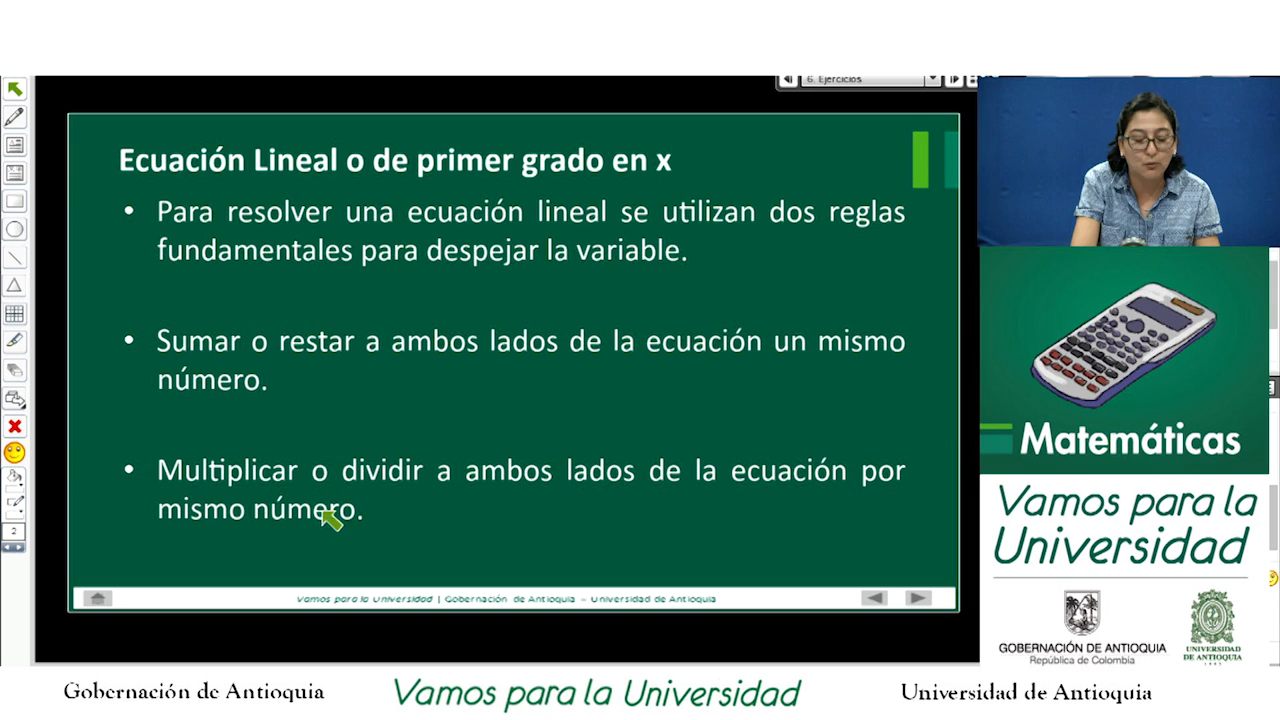 6. Ejercicios
Ecuación Lineal o de primer grado en x
• Para resolver una ecuación lineal se utilizan dos reglas
fundamentales para despejar la variable.
• Sumar o restar a ambos lados de la ecuación un mismo
número.
• Multiplicar o dividir a ambos lados de la ecuación por
mismo número.
2
Vamos para la Universidad | Gobernación de Antioquia – Universidad de Antioquia
Matemáticas
Vamos para la
Universidad
GOBERNACIÓN DE ANTIOQUIA
República de Colombia
UNIVERSIDAD
DE ANTIOQUIA
Gobernación de Antioquia
Vamos para la Universidad
Universidad de Antioquia